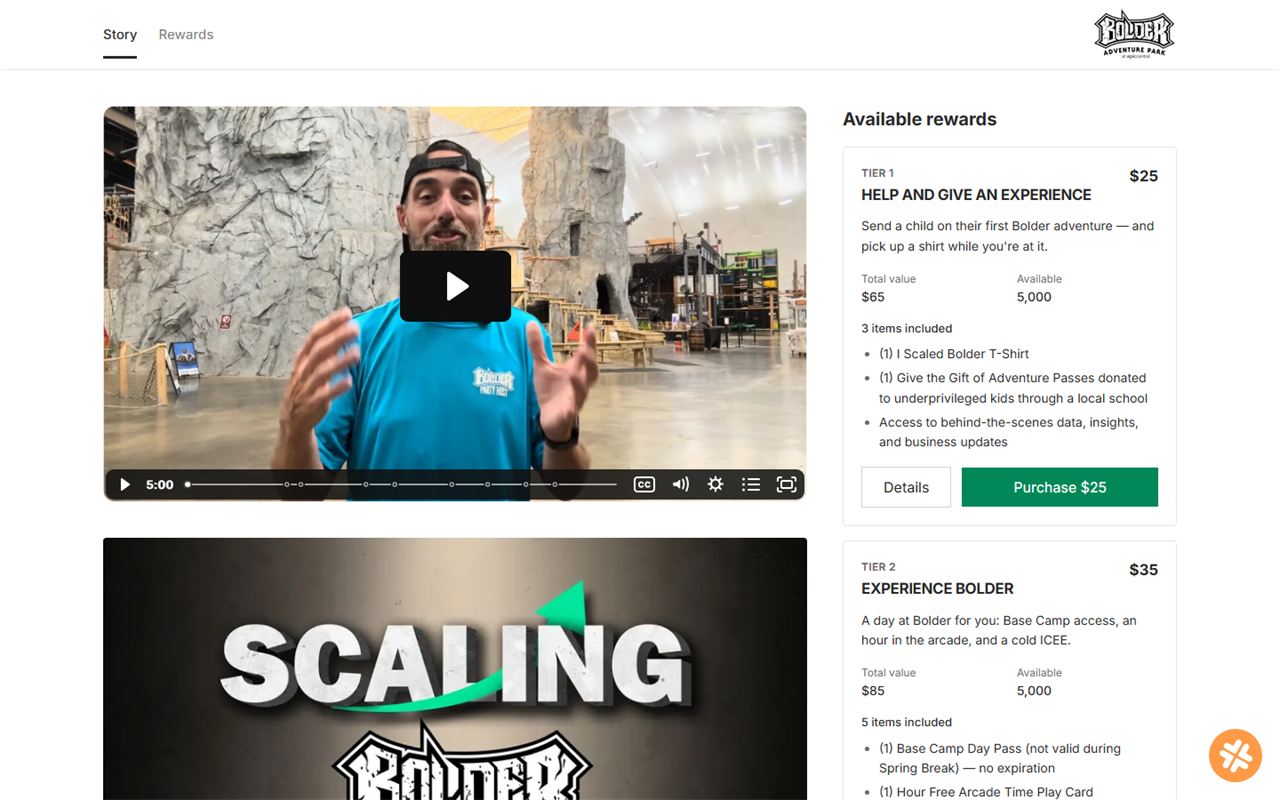 Story
Rewards
BOLDER
ADVENTURE PARK
at epiccentral
BOLDER
PARTY HOST
5:00
CC
SCALING
BOLDER
Available rewards
TIER 1
$25
HELP AND GIVE AN EXPERIENCE
Send a child on their first Bolder adventure — and
pick up a shirt while you're at it.
Total value
Available
$65
5,000
3 items included
(1) I Scaled Bolder T-Shirt
(1) Give the Gift of Adventure Passes donated
to underprivileged kids through a local school
Access to behind-the-scenes data, insights,
and business updates
Details
Purchase $25
TIER 2
$35
EXPERIENCE BOLDER
A day at Bolder for you: Base Camp access, an
hour in the arcade, and a cold ICEE.
Total value
Available
$85
5,000
5 items included
(1) Base Camp Day Pass (not valid during
Spring Break) — no expiration
(1) Hour Free Arcade Time Play Card